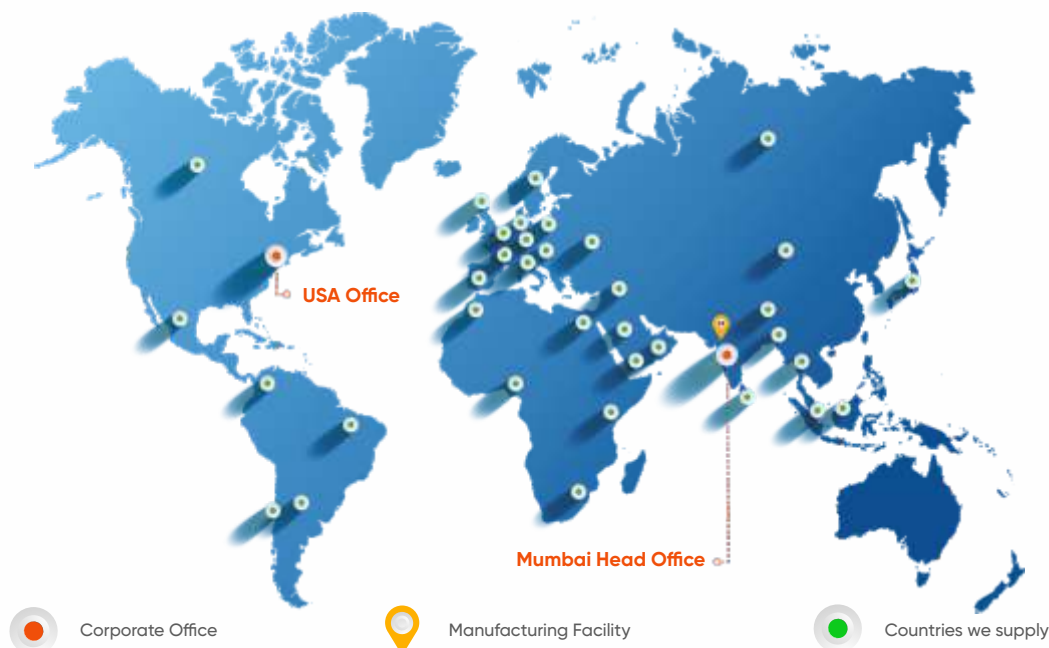 USA Office
Mumbai Head Office
Corporate Office
Manufacturing Facility
Countries we supply